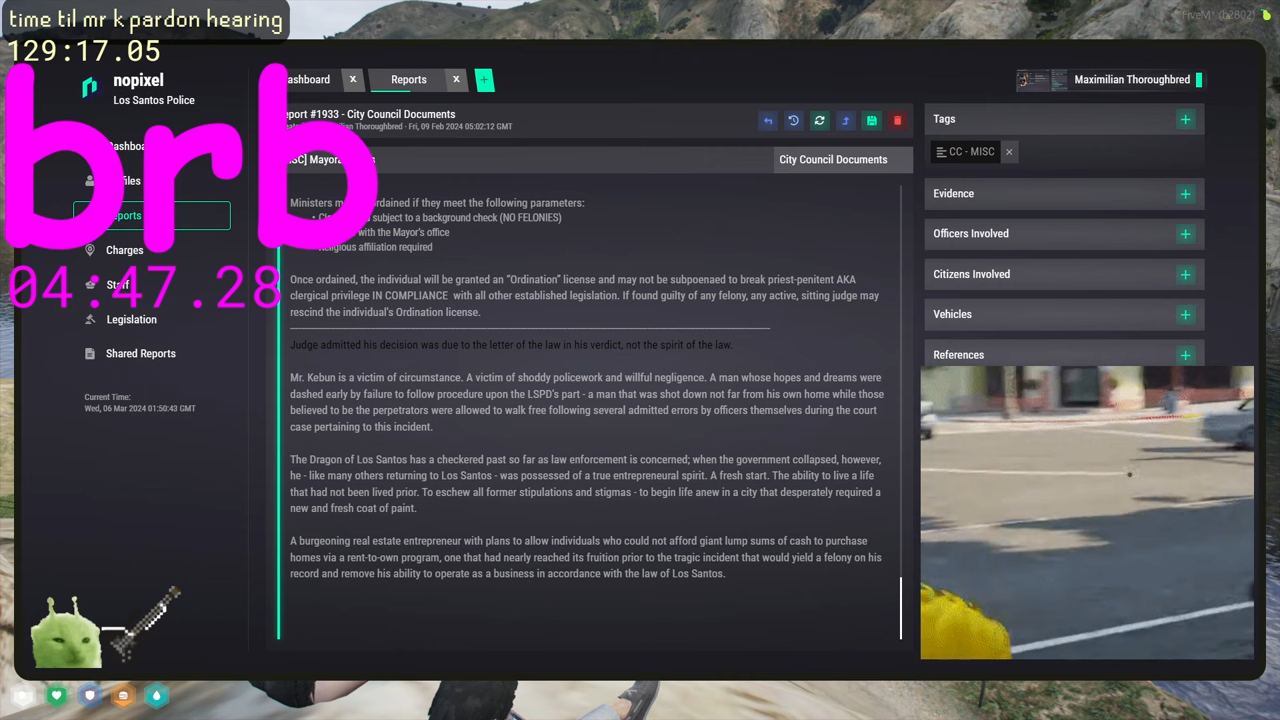 time til mr k pardon hearing
129:17.05
FiveM* (b2802)
brb
04:47.28
nopixel
Los Santos Police
Charges
Staff
Legislation
Shared Reports
Current Time:
Wed, 06 Mar 2024 01:50:43 GMT
ashboard x
Reports x
+
Maximilian Thoroughbred
eport #1933 - City Council Documents
Thoroughbred - Fri, 09 Feb 2024 05:02:12 GMT
City Council Documents
Ministers m ordained if they meet the following parameters:
subject to a background check (NO FELONIES)
with the Mayor's office
Religious affiliation required
Once ordained, the individual will be granted an “Ordination” license and may not be subpoenaed to break priest-penitent AKA
clergical privilege IN COMPLIANCE with all other established legislation. If found guilty of any felony, any active, sitting judge may
rescind the individual's Ordination license.
Judge admitted his decision was due to the letter of the law in his verdict, not the spirit of the law.
Mr. Kebun is a victim of circumstance. A victim of shoddy policework and willful negligence. A man whose hopes and dreams were
dashed early by failure to follow procedure upon the LSPD's part - a man that was shot down not far from his own home while those
believed to be the perpetrators were allowed to walk free following several admitted errors by officers themselves during the court
case pertaining to this incident.
The Dragon of Los Santos has a checkered past so far as law enforcement is concerned; when the government collapsed, however,
he - like many others returning to Los Santos - was possessed of a true entrepreneural spirit. A fresh start. The ability to live a life
that had not been lived prior. To eschew all former stipulations and stigmas - to begin life anew in a city that desperately required a
new and fresh coat of paint.
A burgeoning real estate entrepreneur with plans to allow individuals who could not afford giant lump sums of cash to purchase
homes via a rent-to-own program, one that had nearly reached its fruition prior to the tragic incident that would yield a felony on his
record and remove his ability to operate as a business in accordance with the law of Los Santos.
Tags
CC - MISC x
Evidence
Officers Involved
Citizens Involved
Vehicles
References